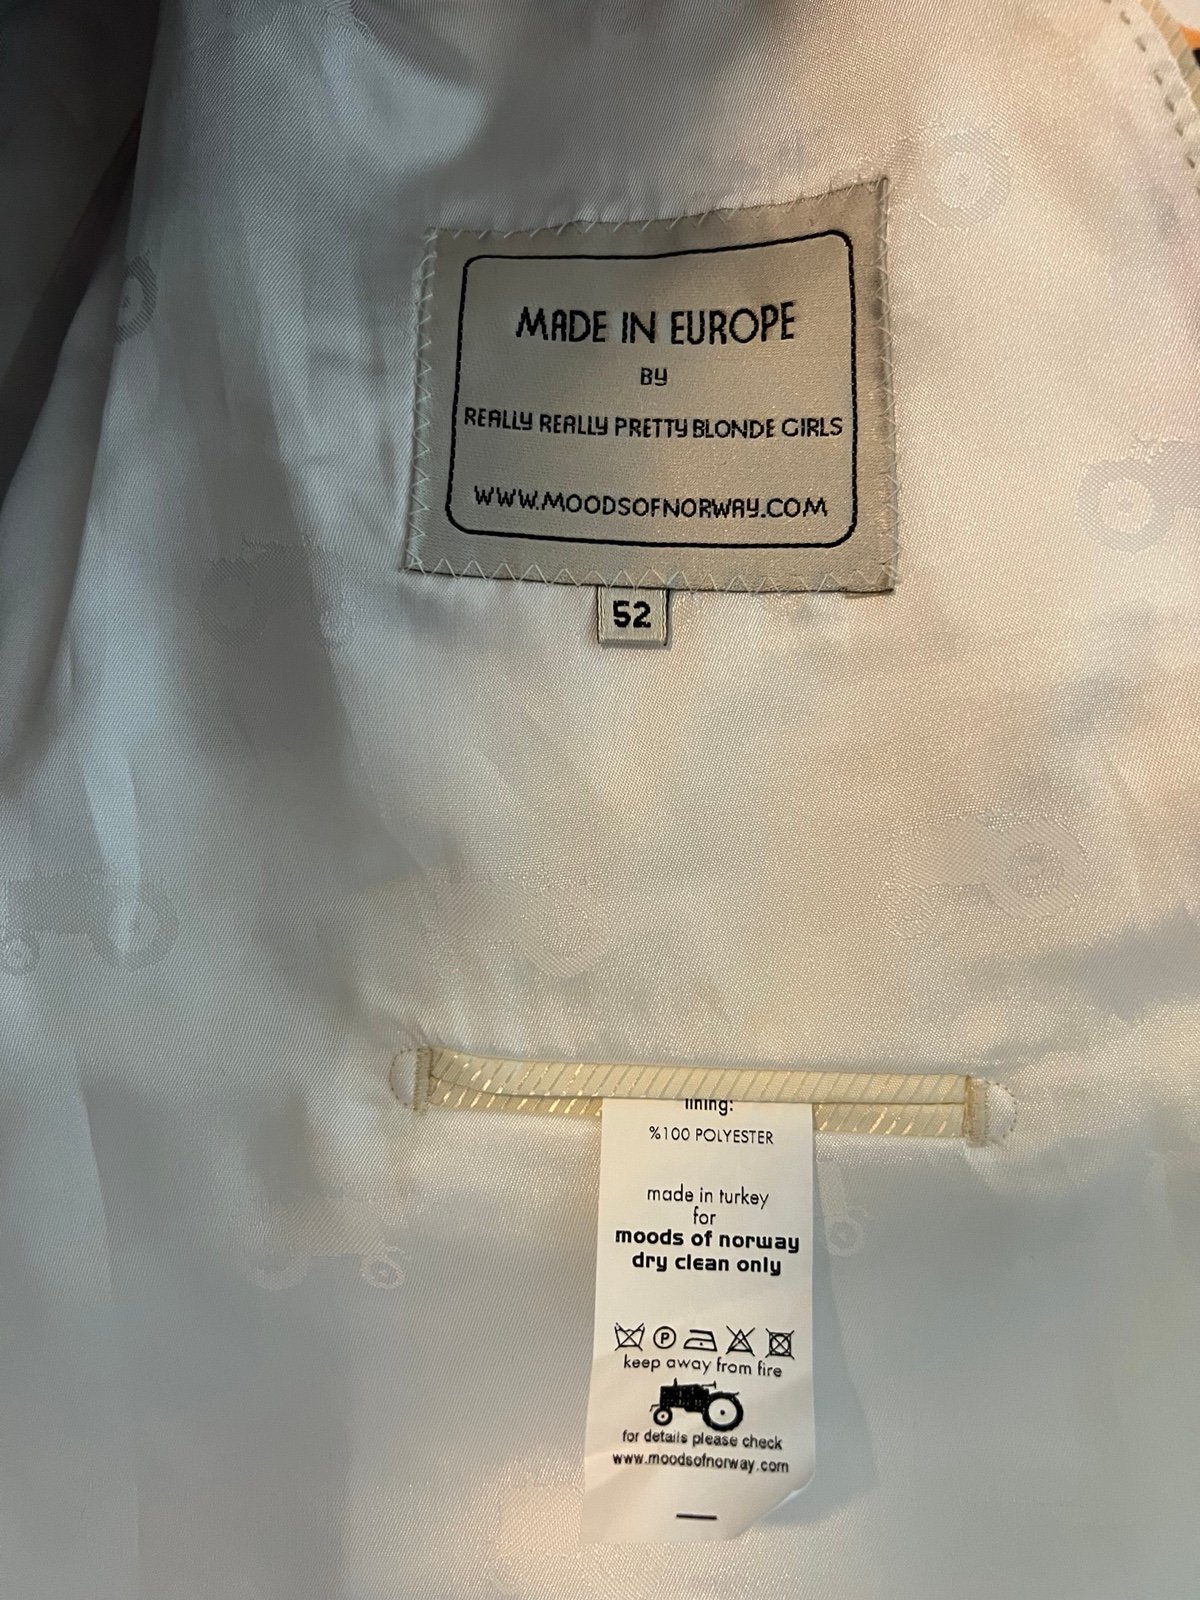 MADE IN EUROPE
BY
REALLY REALLY PRETTY BLONDE GIRLS
WWW.MOODSOFNORWAY.COM
52
lining:
%100 POLYESTER
made in turkey
for
moods of norway
dry clean only
P
keep away from fire
for details please check
www.moodsofnorway.com